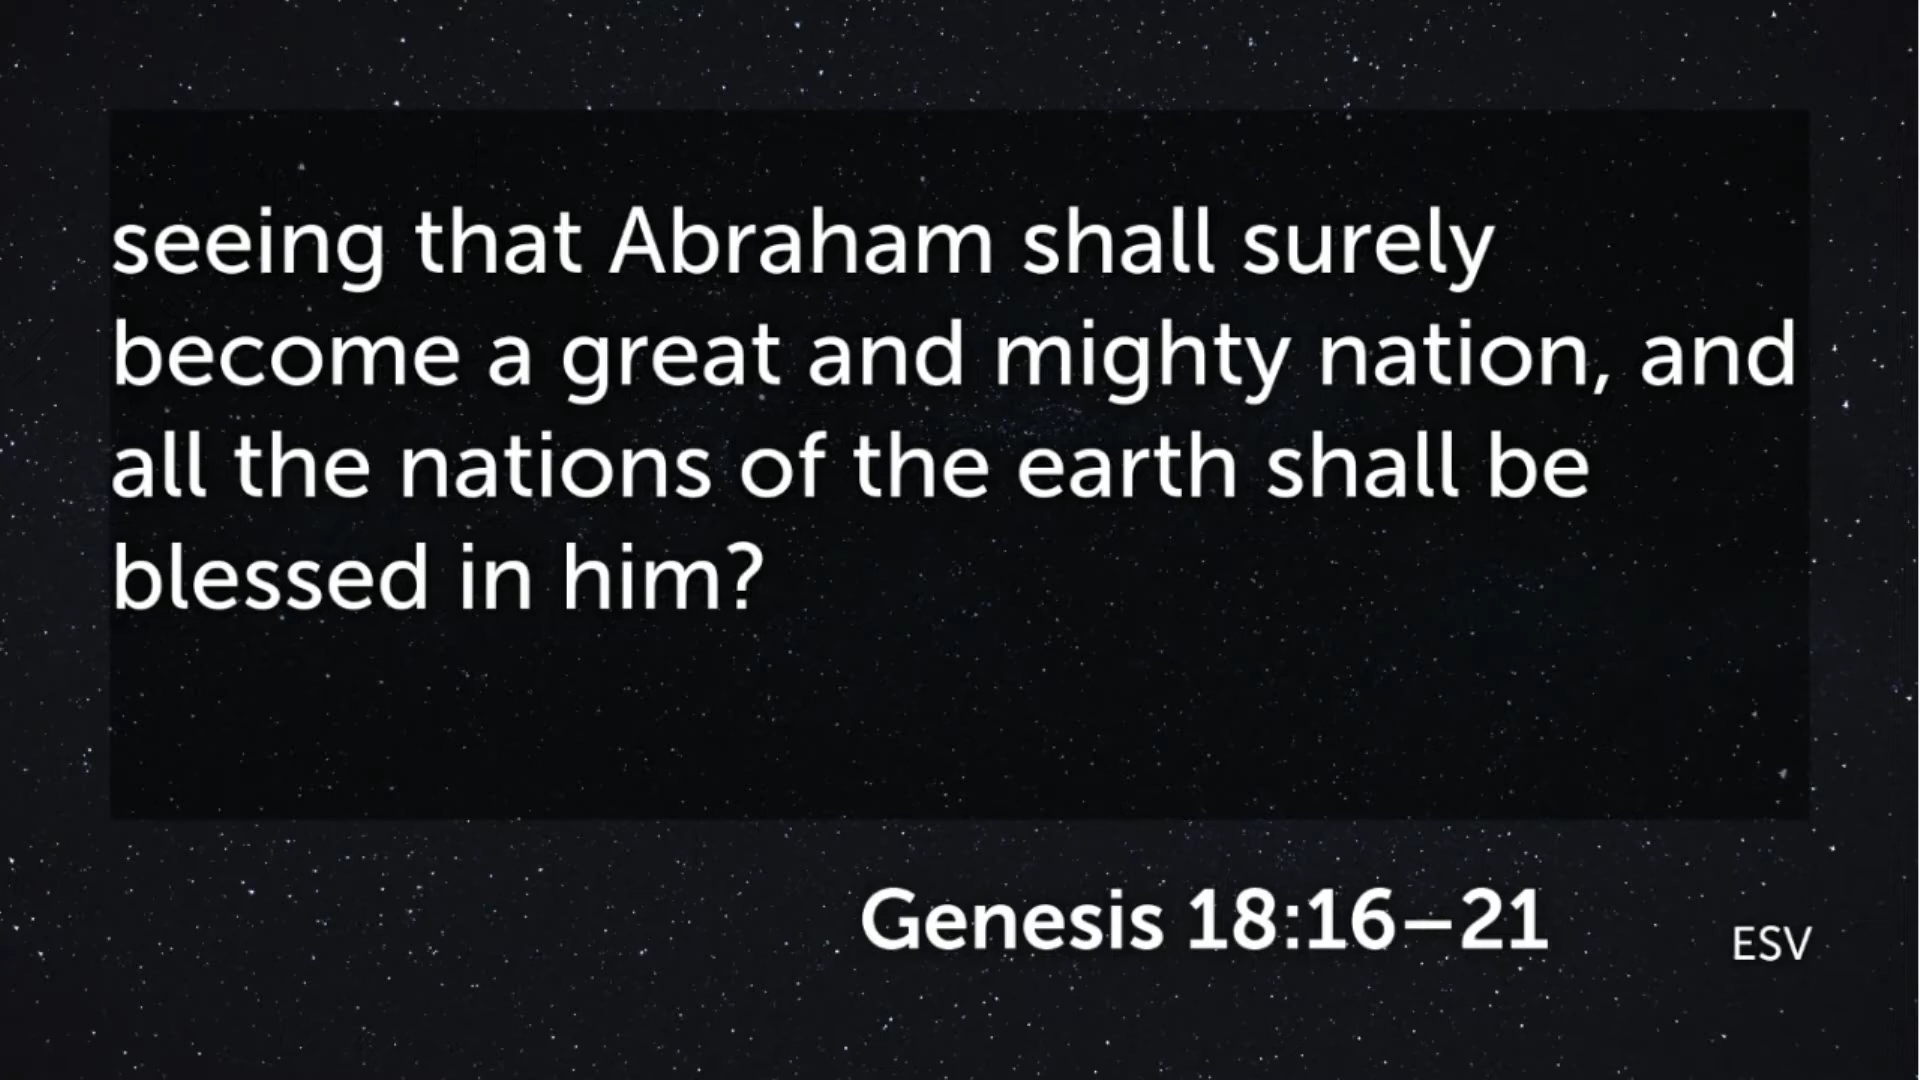 seeing that Abraham shall surely
become a great and mighty nation, and
all the nations of the earth shall be
blessed in him?
Genesis 18:16–21
ESV